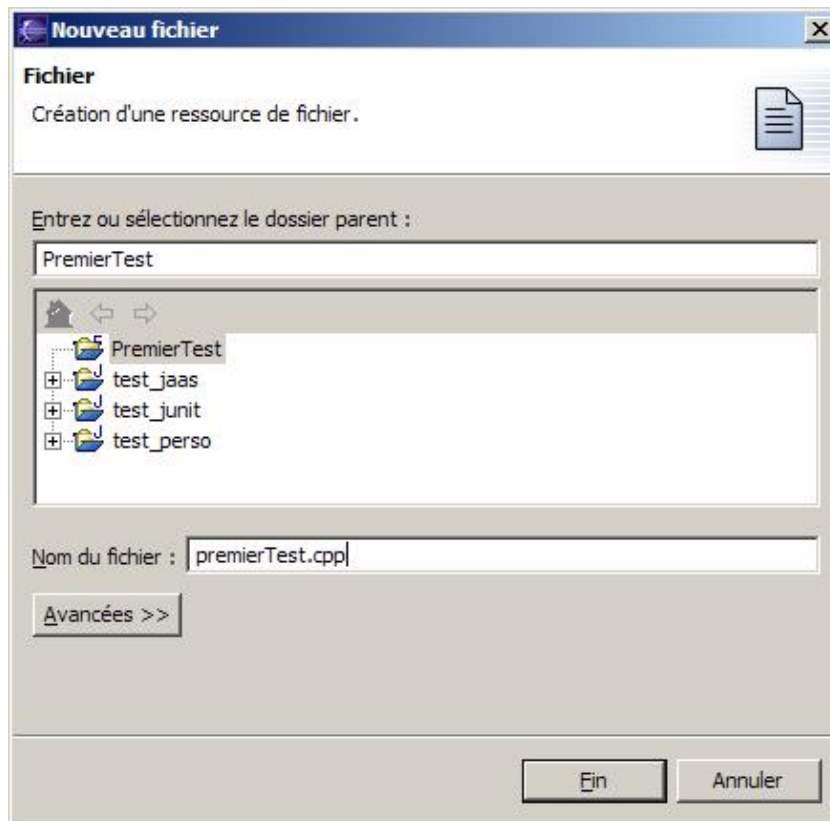 Nouveau fichier
Fichier
Création d'une ressource de fichier.
Entrez ou sélectionnez le dossier parent :
PremierTest
PremierTest
test_jaas
test_junit
test_perso
Nom du fichier : premierTest.cpp
Avancées >>
Fin Annuler